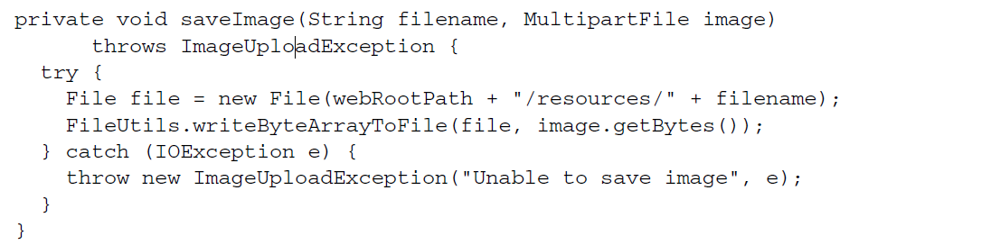 private void saveImage(String filename, MultipartFile image)
      throws ImageUploadException {
  try {
    File file = new File(webRootPath + "/resources/" + filename);
    FileUtils.writeByteArrayToFile(file, image.getBytes());
  } catch (IOException e) {
    throw new ImageUploadException("Unable to save image", e);
  }
}